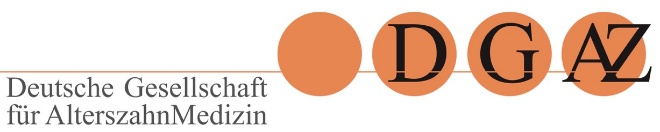 DGAZ
Deutsche Gesellschaft
für AlterszahnMedizin